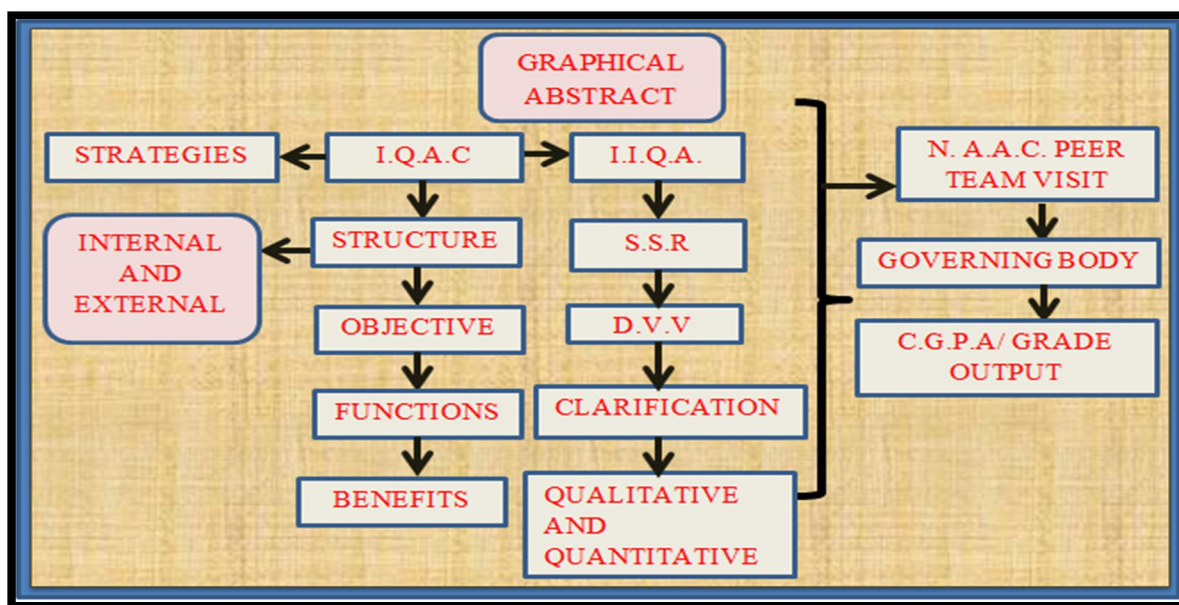 GRAPHICAL
ABSTRACT
STRATEGIES
I.Q.A.C
I.I.Q.A.
N. A.A.C. PEER
TEAM VISIT
INTERNAL
AND
EXTERNAL
STRUCTURE
S.S.R
GOVERNING BODY
OBJECTIVE
D.V.V
C.G.P.A/ GRADE
OUTPUT
FUNCTIONS
CLARIFICATION
BENEFITS
QUALITATIVE
AND
QUANTITATIVE